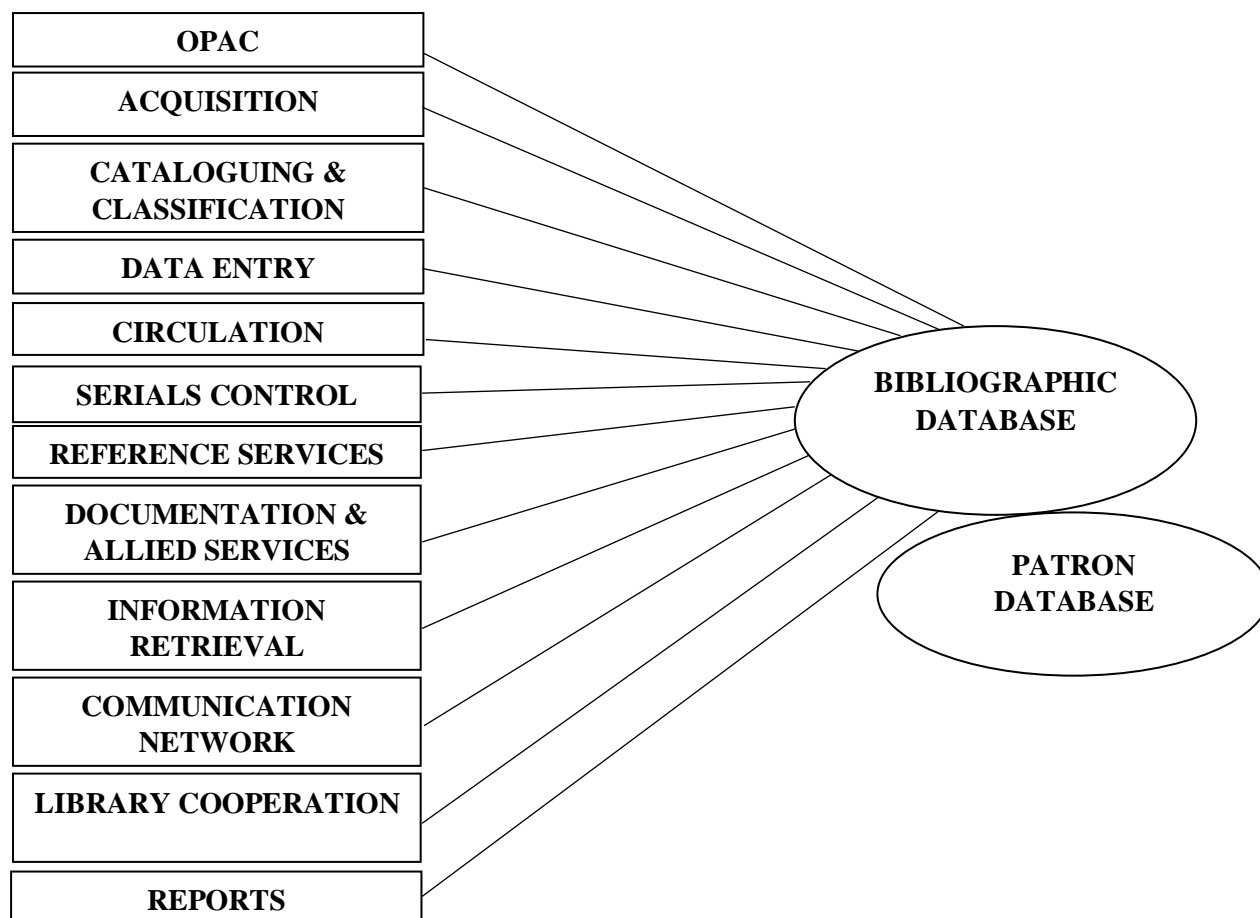 OPAC
ACQUISITION
CATALOGUING &
CLASSIFICATION
DATA ENTRY
CIRCULATION
SERIALS CONTROL
REFERENCE SERVICES
DOCUMENTATION &
ALLIED SERVICES
INFORMATION
RETRIEVAL
COMMUNICATION
NETWORK
LIBRARY COOPERATION
REPORTS
BIBLIOGRAPHIC
DATABASE
PATRON
DATABASE